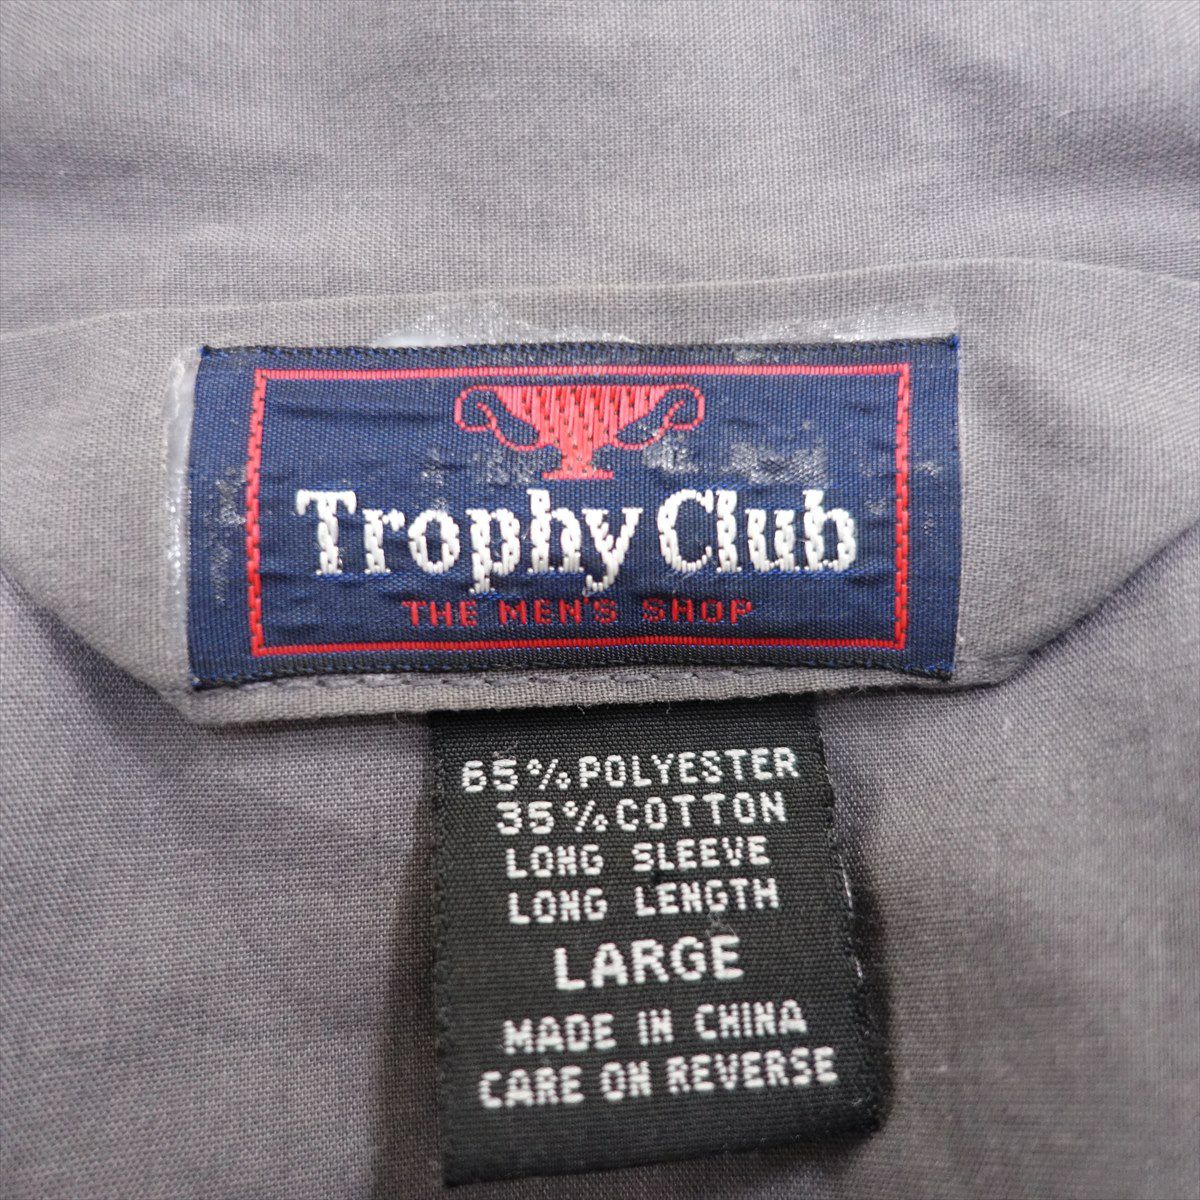 Trophy Club
THE MEN'S SHOP
65% POLYESTER
35% COTTON
LONG SLEEVE
LONG LENGTH
LARGE
MADE IN CHINA
CARE ON REVERSE